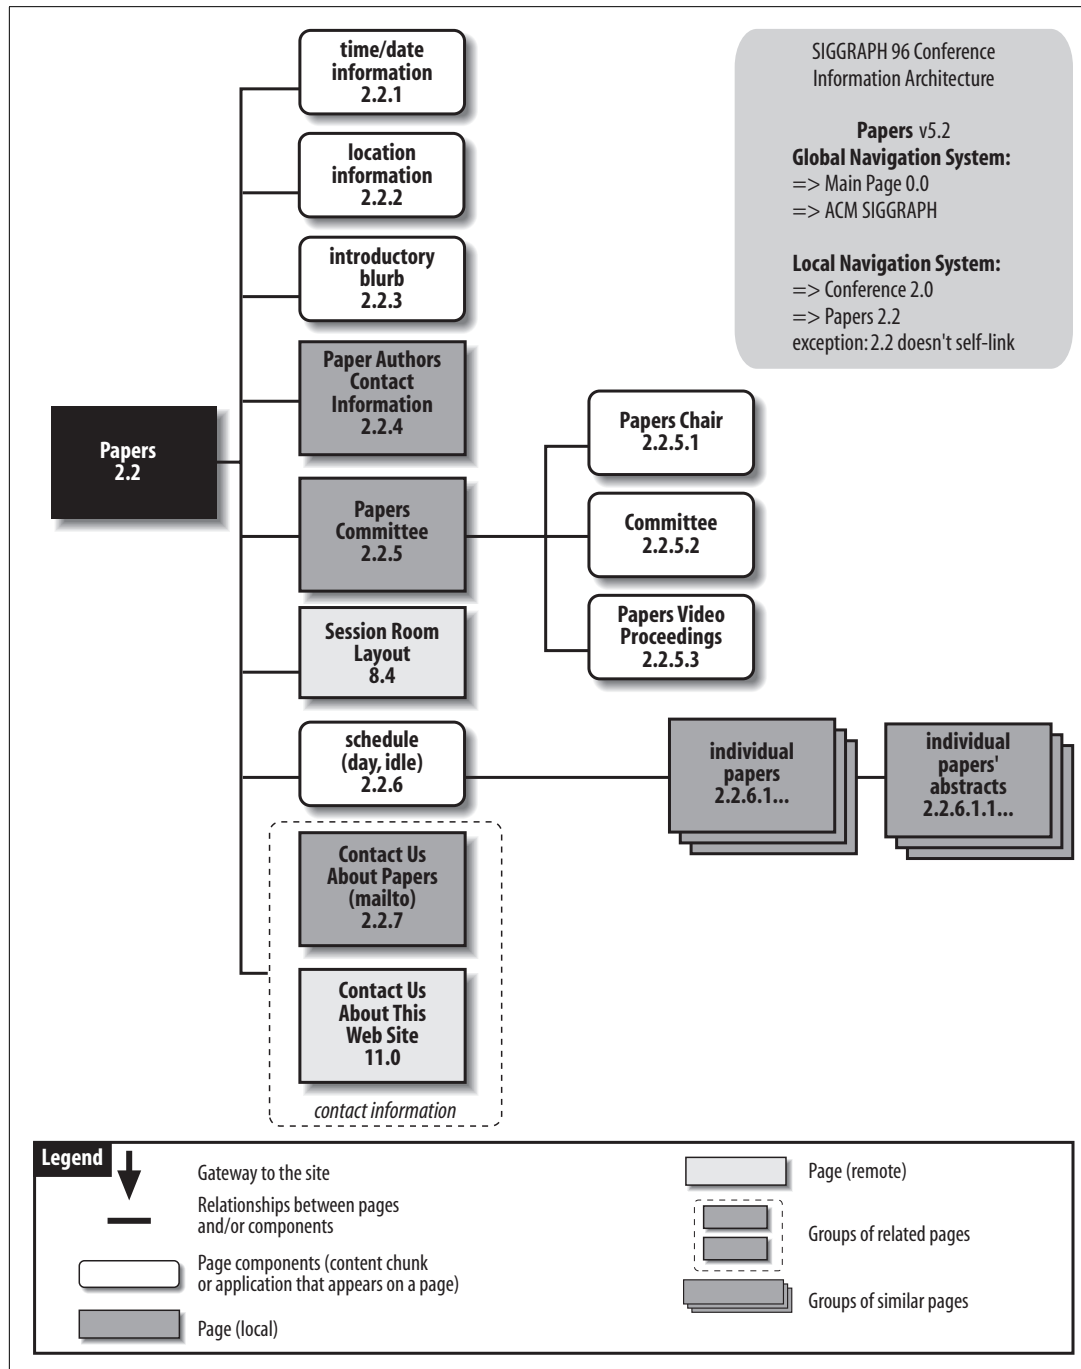 time/date
information
2.2.1
location
information
2.2.2
introductory
blurb
2.2.3
Paper Authors
Contact
Information
2.2.4
Papers
2.2
Papers
Committee
2.2.5
Session Room
Layout
8.4
schedule
(day, idle)
2.2.6
Contact Us
About Papers
(mailto)
2.2.7
Contact Us
About This
Web Site
11.0
contact information
Papers Chair
2.2.5.1
Committee
2.2.5.2
Papers Video
Proceedings
2.2.5.3
individual
papers
2.2.6.1...
individual
papers'
abstracts
2.2.6.1.1...
SIGGRAPH 96 Conference
Information Architecture
Papers v5.2
Global Navigation System:
=> Main Page 0.0
=> ACM SIGGRAPH
Local Navigation System:
=> Conference 2.0
=> Papers 2.2
exception: 2.2 doesn't self-link
Legend
Gateway to the site
Relationships between pages
and/or components
Page components (content chunk
or application that appears on a page)
Page (local)
Page (remote)
Groups of related pages
Groups of similar pages